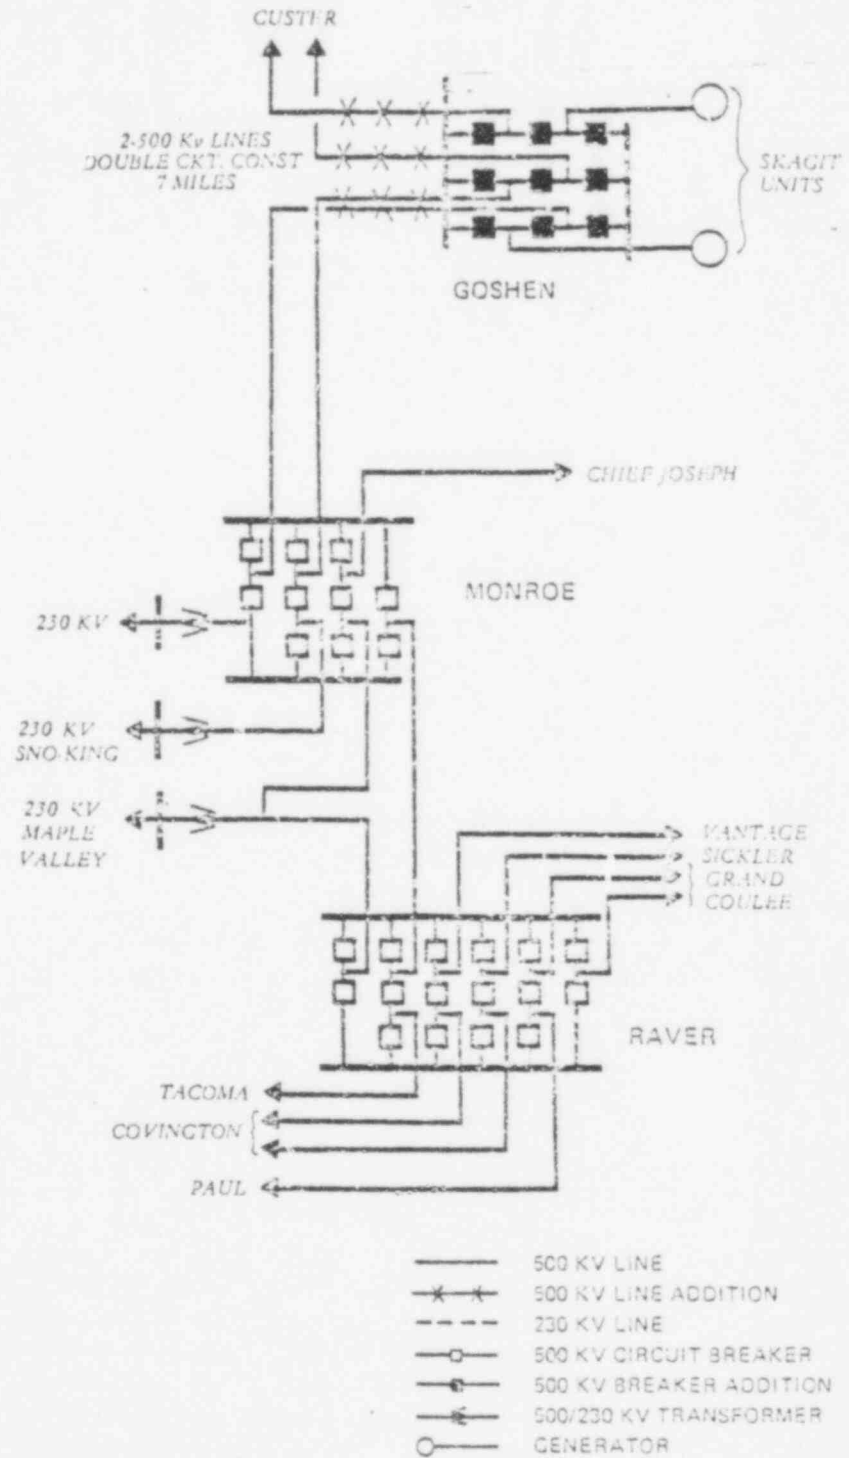 CUSTER
2-500 Kv LINES
DOUBLE CKT. CONST
7 MILES
SKAGIT
UNITS
GOSHEN
CHIEF JOSEPH
MONROE
230 KV
230 KV
SNO-KING
230 KV
MAPLE
VALLEY
VANTAGE
SICKLER
GRAND
COULEE
RAVER
TACOMA
COVINGTON
PAUL
500 KV LINE
500 KV LINE ADDITION
230 KV LINE
500 KV CIRCUIT BREAKER
500 KV BREAKER ADDITION
500/230 KV TRANSFORMER
GENERATOR